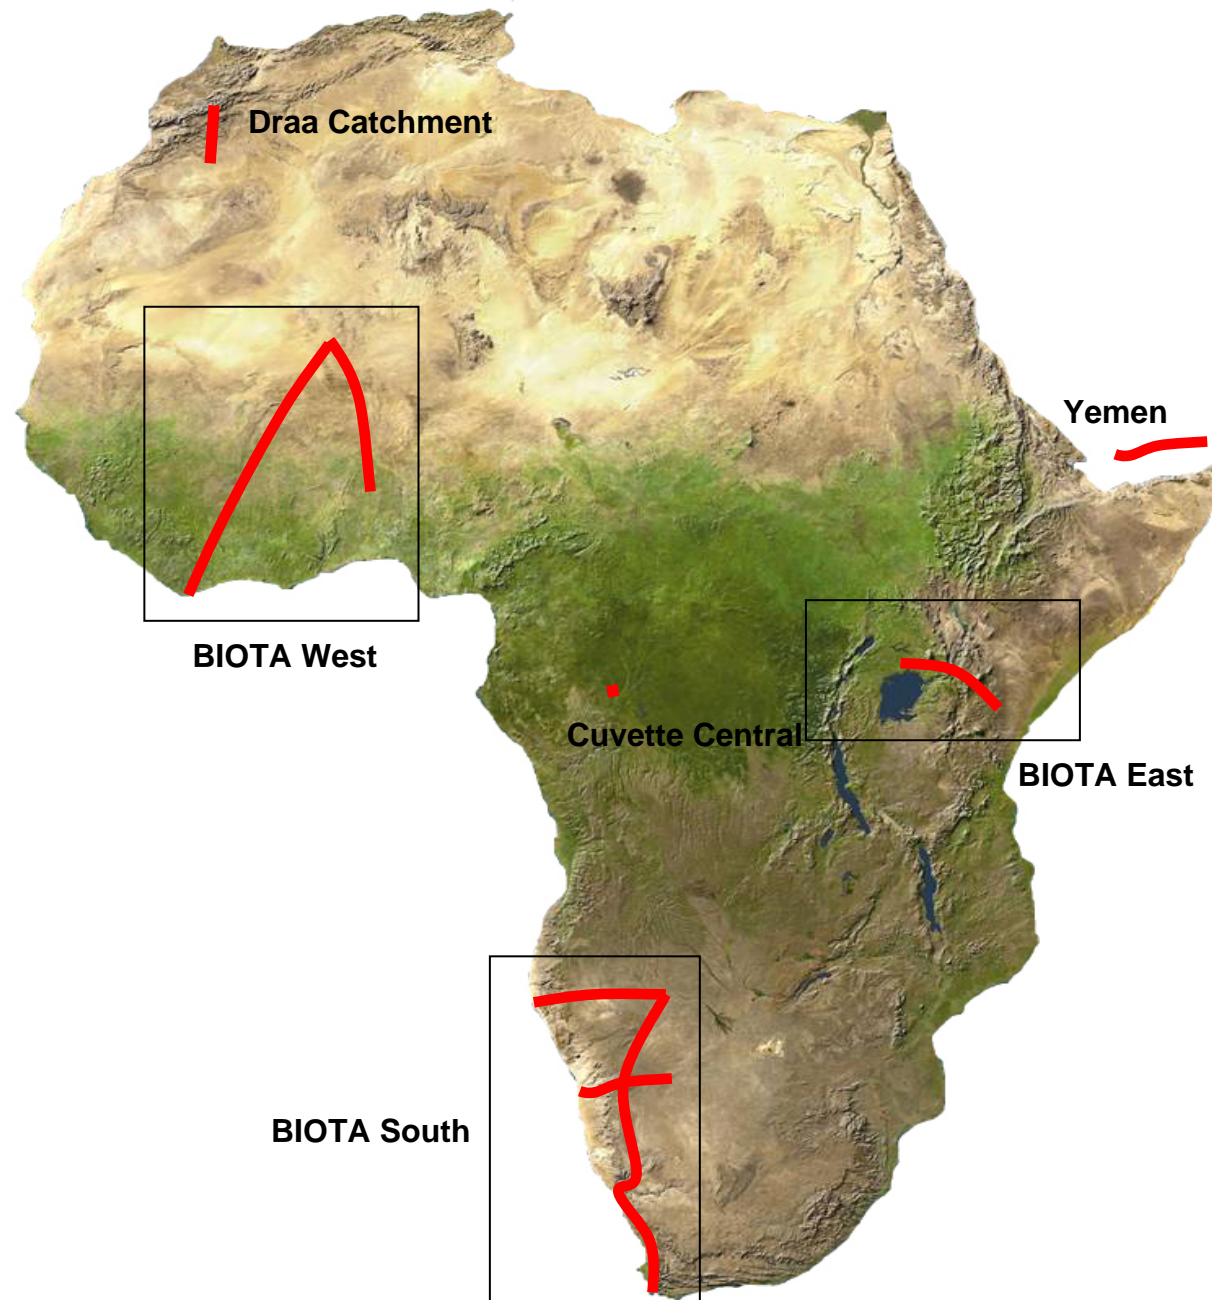 Draa Catchment
Yemen
BIOTA West
Cuvette Central
BIOTA East
BIOTA South